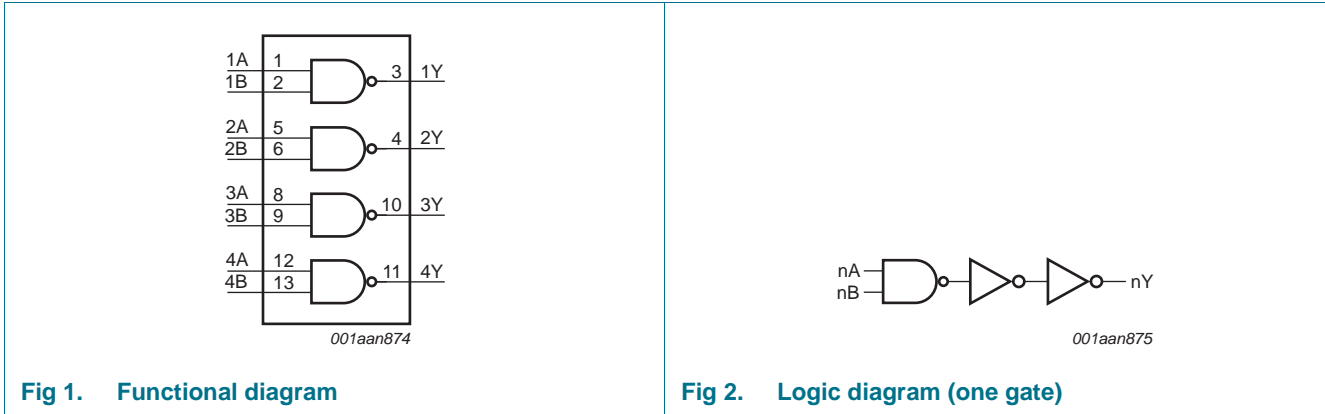 1A 1
1B 2
3 1Y
2A 5
2B 6
4 2Y
3A 8
3B 9
10 3Y
4A 12
4B 13
11 4Y
001aan874
Fig 1. Functional diagram
nA
nB
nY
001aan875
Fig 2. Logic diagram (one gate)